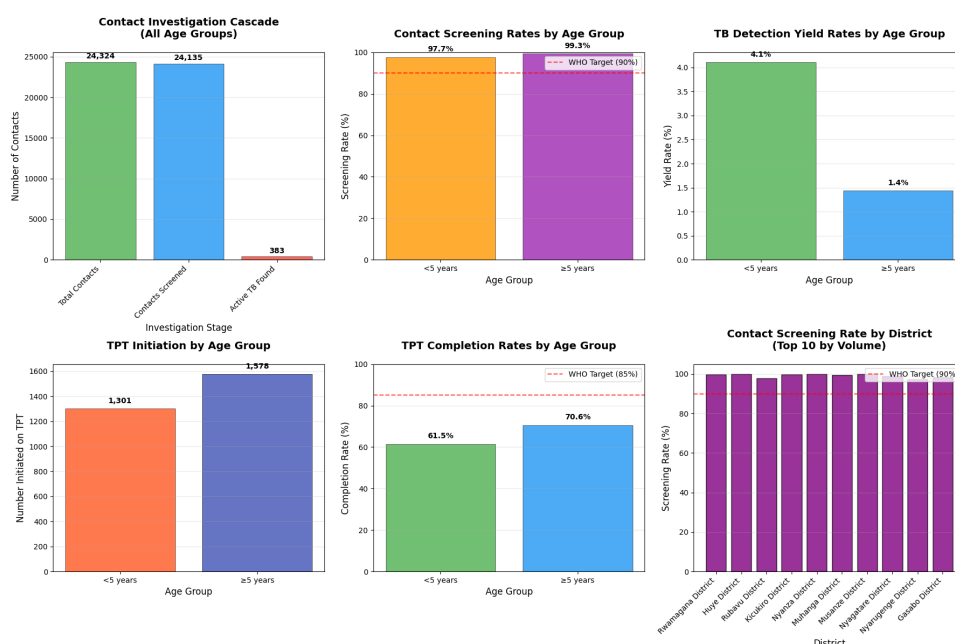 Contact Investigation Cascade
(All Age Groups)
Number of Contacts
25000
20000
15000
10000
5000
0
24,324
24,135
383
Total Contacts
Contacts Screened
Active TB Found
Investigation Stage
Contact Screening Rates by Age Group
Screening Rate (%)
100
80
60
40
20
0
97.7%
99.3%
WHO Target (90%)
<5 years
≥5 years
Age Group
TB Detection Yield Rates by Age Group
Yield Rate (%)
4.0
3.5
3.0
2.5
2.0
1.5
1.0
0.5
0.0
4.1%
1.4%
<5 years
≥5 years
Age Group
TPT Initiation by Age Group
Number Initiated on TPT
1600
1400
1200
1000
800
600
400
200
0
1,301
1,578
<5 years
≥5 years
Age Group
TPT Completion Rates by Age Group
Completion Rate (%)
100
80
60
40
20
0
61.5%
70.6%
WHO Target (85%)
<5 years
≥5 years
Age Group
Contact Screening Rate by District
(Top 10 by Volume)
Screening Rate (%)
100
80
60
40
20
0
WHO Target (90%
Rwamagana District
Huye District
Rubavu District
Kicukiro District
Nyanza District
Muhanga District
Musanze District
Nyagatare District
Nyarugenge District
Gasabo District
District